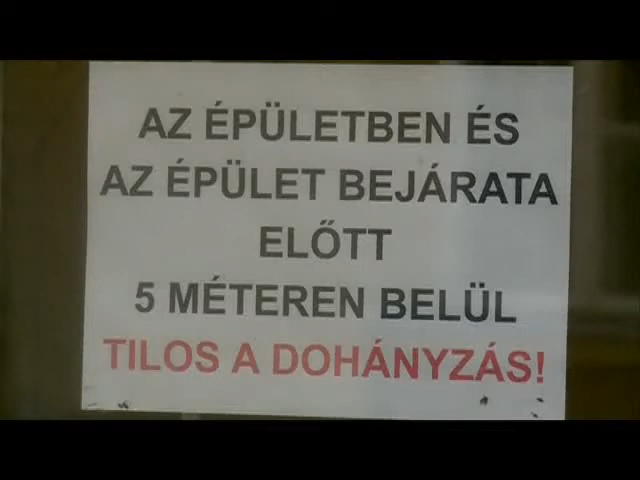 AZ ÉPÜLETBEN ÉS
AZ ÉPÜLET BEJÁRATA
ELŐTT
5 MÉTEREN BELÜL
TILOS A DOHÁNYZÁS!